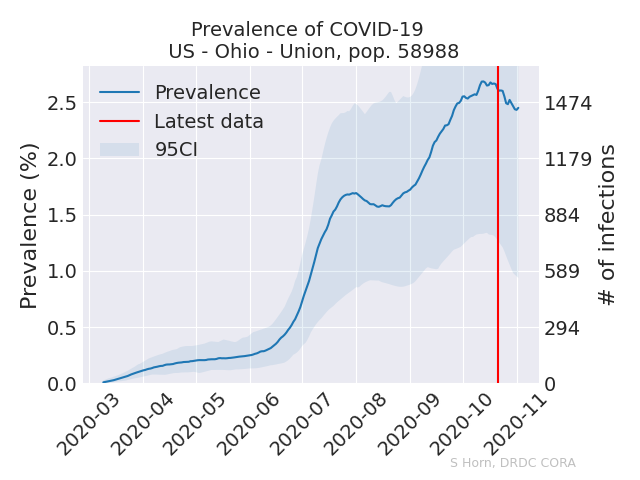 Prevalence of COVID-19
US - Ohio - Union, pop. 58988
Prevalence
Latest data
95CI
Prevalence (%)
2.5
2.0
1.5
1.0
0.5
0.0
1474
1179
884
589
294
0
# of infections
2020-03
2020-04
2020-05
2020-06
2020-07
2020-08
2020-09
2020-10
2020-11
S Horn, DRDC CORA